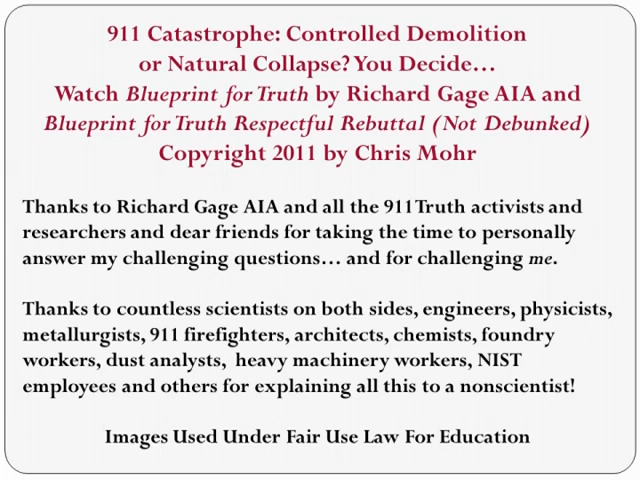 911 Catastrophe: Controlled Demolition
or Natural Collapse? You Decide…
Watch Blueprint for Truth by Richard Gage AIA and
Blueprint for Truth Respectful Rebuttal (Not Debunked)
Copyright 2011 by Chris Mohr
Thanks to Richard Gage AIA and all the 911Truth activists and
researchers and dear friends for taking the time to personally
answer my challenging questions… and for challenging me.
Thanks to countless scientists on both sides, engineers, physicists,
metallurgists, 911 firefighters, architects, chemists, foundry
workers, dust analysts, heavy machinery workers, NIST
employees and others for explaining all this to a nonscientist!
Images Used Under Fair Use Law For Education